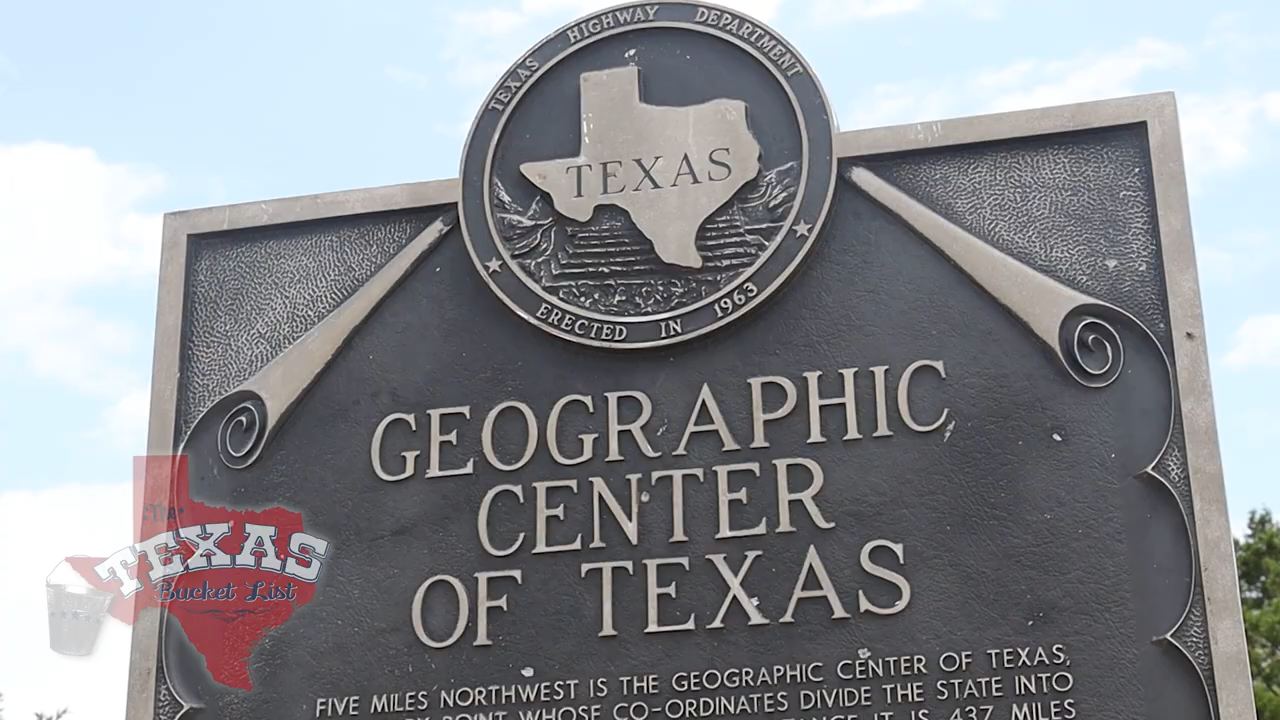 TEXAS HIGHWAY DEPARTMENT
TEXAS
ERECTED IN 1963
GEOGRAPHIC
CENTER
OF TEXAS
FIVE MILES NORTHWEST IS THE GEOGRAPHIC CENTER OF TEXAS,
POINT WHOSE CO-ORDINATES DIVIDE THE STATE INTO
IT IS 437 MILES
The
TEXAS
Bucket List